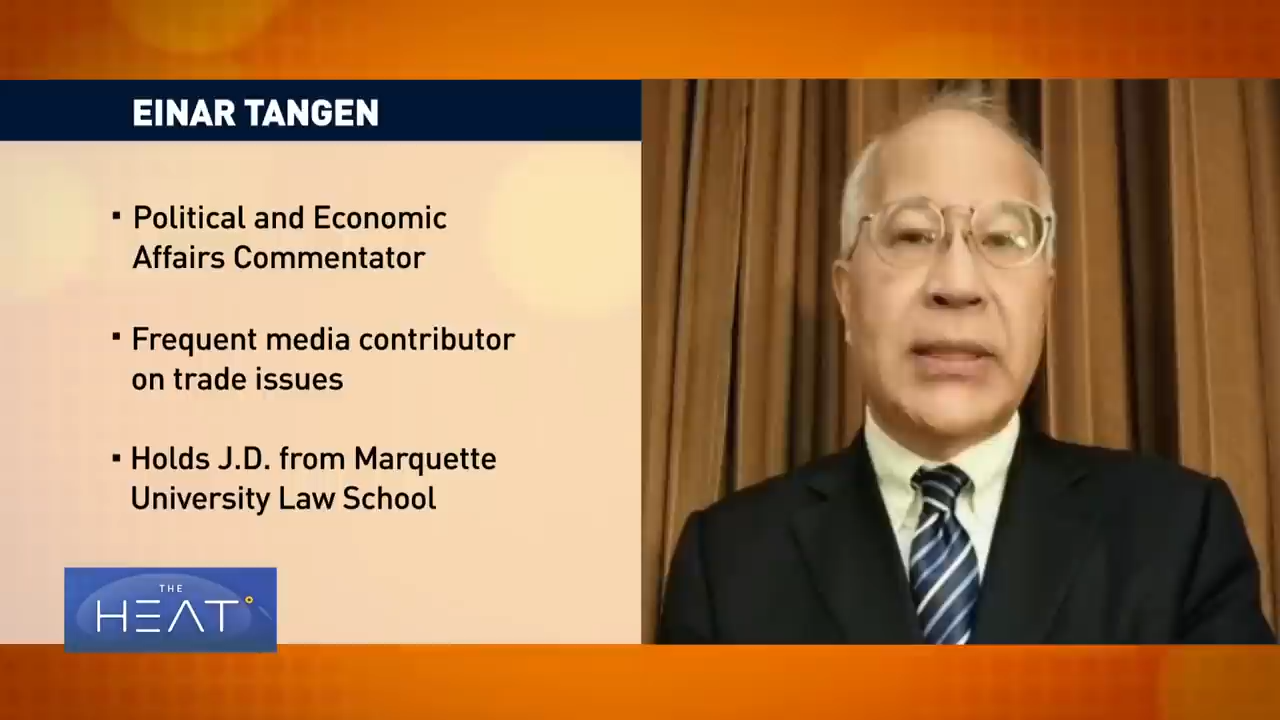 EINAR TANGEN
▪ Political and Economic
Affairs Commentator
▪ Frequent media contributor
on trade issues
▪ Holds J.D. from Marquette
University Law School
THE
HEAT